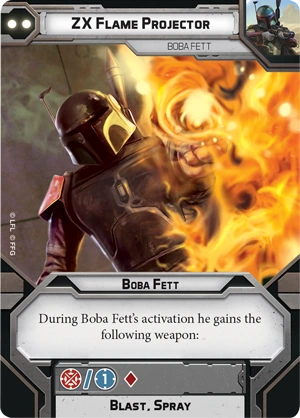 ZX Flame Projector
BOBA FETT
© LFL © FFG
Boba Fett
During Boba Fett's activation he gains the
following weapon:
/ 1
Blast, Spray